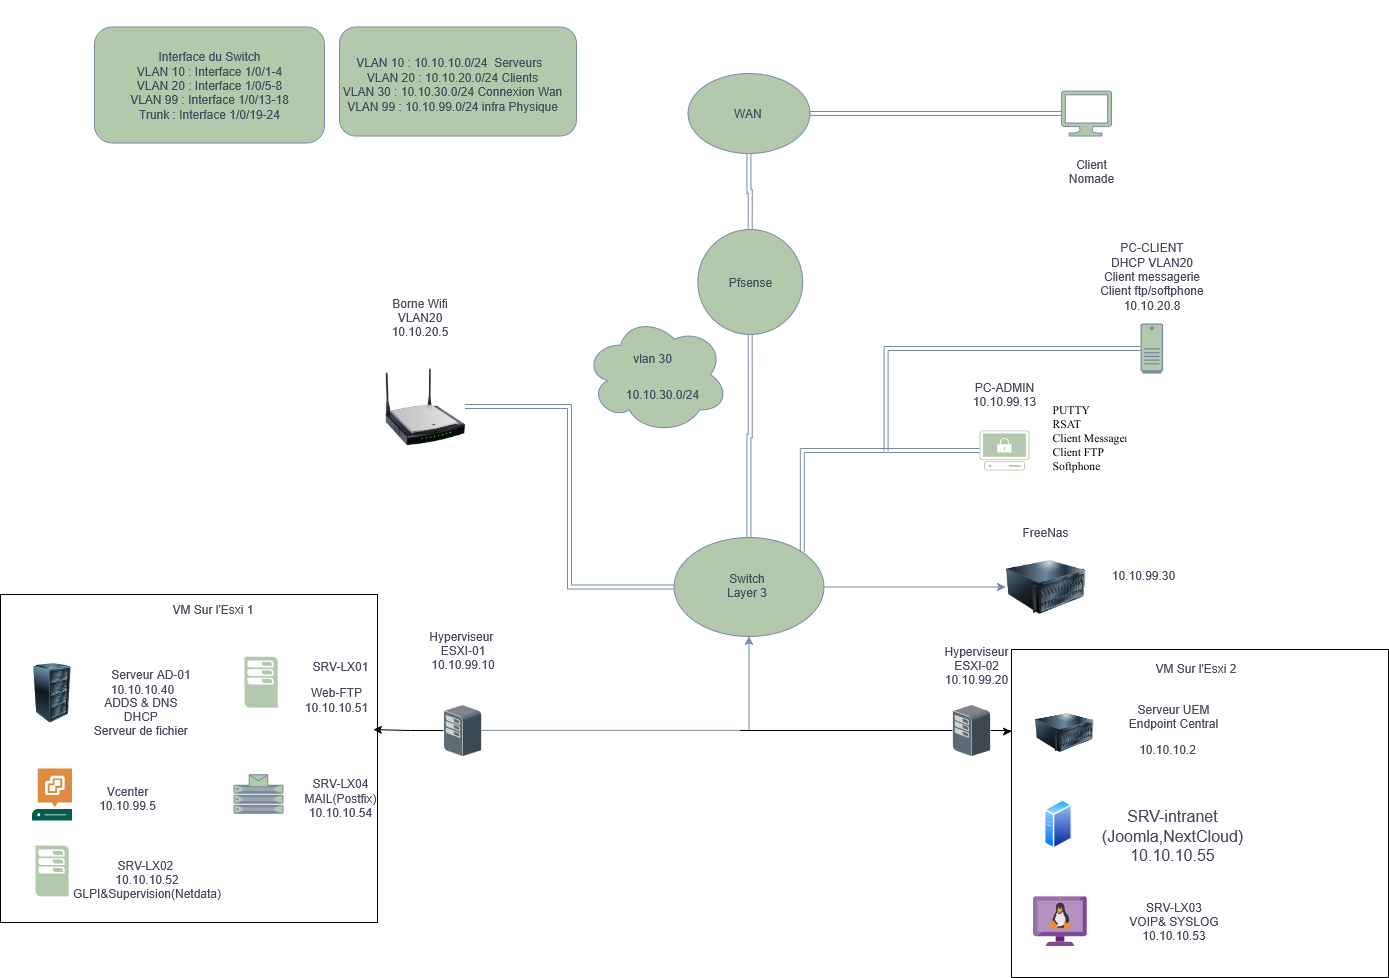 Interface du Switch
VLAN 10 : Interface 1/0/1-4
VLAN 20 : Interface 1/0/5-8
VLAN 99 : Interface 1/0/13-18
Trunk : Interface 1/0/19-24
VLAN 10 : 10.10.10.0/24 Serveurs
VLAN 20 : 10.10.20.0/24 Clients
VLAN 30 : 10.10.30.0/24 Connexion Wan
VLAN 99 : 10.10.99.0/24 infra Physique
WAN
Client
Nomade
Pfsense
PC-CLIENT
DHCP VLAN20
Client messagerie
Client ftp/softphone
10.10.20.8
Borne Wifi
VLAN20
10.10.20.5
vlan 30
10.10.30.0/24
PC-ADMIN
10.10.99.13
PUTTY
RSAT
Client Messager
Client FTP
Softphone
FreeNas
10.10.99.30
Switch
Layer 3
VM Sur l'Esxi 1
Hyperviseur
ESXI-01
10.10.99.10
Hyperviseur
ESXI-02
10.10.99.20
Serveur AD-01
10.10.10.40
ADDS & DNS
DHCP
Serveur de fichier
SRV-LX01
Web-FTP
10.10.10.51
Vcenter
10.10.99.5
SRV-LX04
MAIL(Postfix)
10.10.10.54
SRV-LX02
10.10.10.52
GLPI&Supervision(Netdata)
VM Sur l'Esxi 2
Serveur UEM
Endpoint Central
10.10.10.2
SRV-intranet
(Joomla,NextCloud)
10.10.10.55
SRV-LX03
VOIP& SYSLOG
10.10.10.53